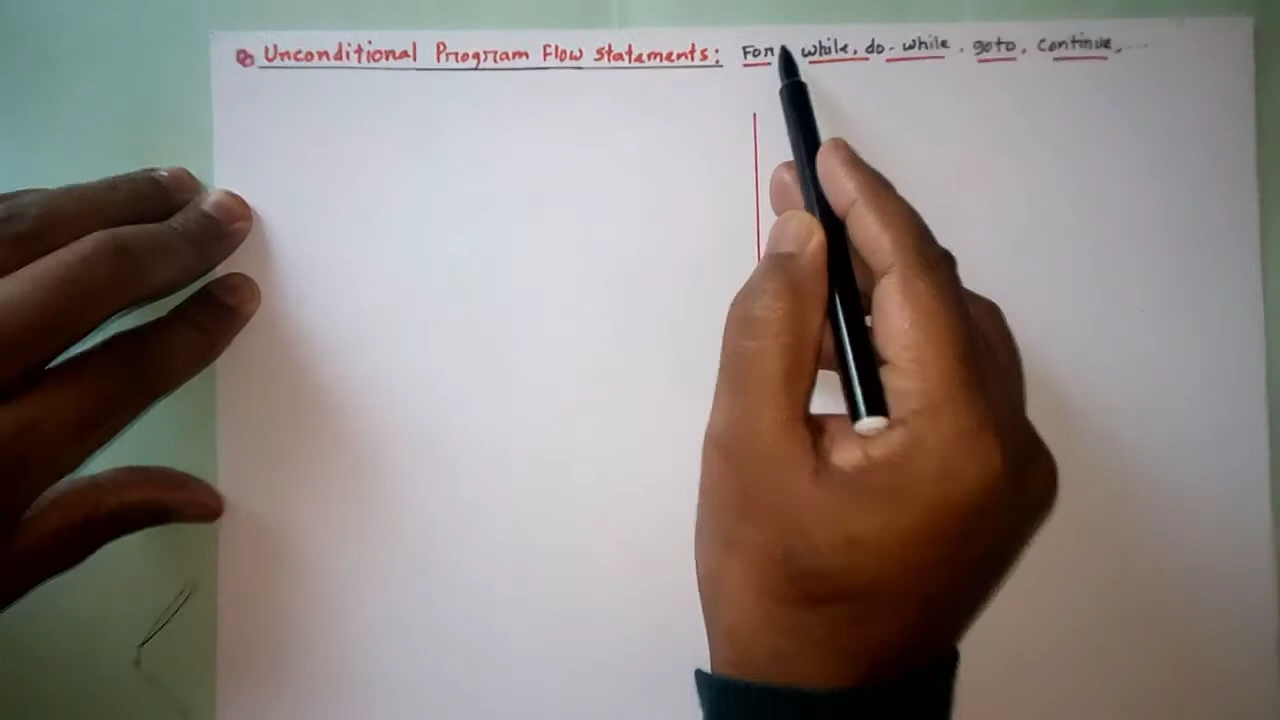 Unconditional Program Flow Statements: For, while, do-while, goto, continue, ...